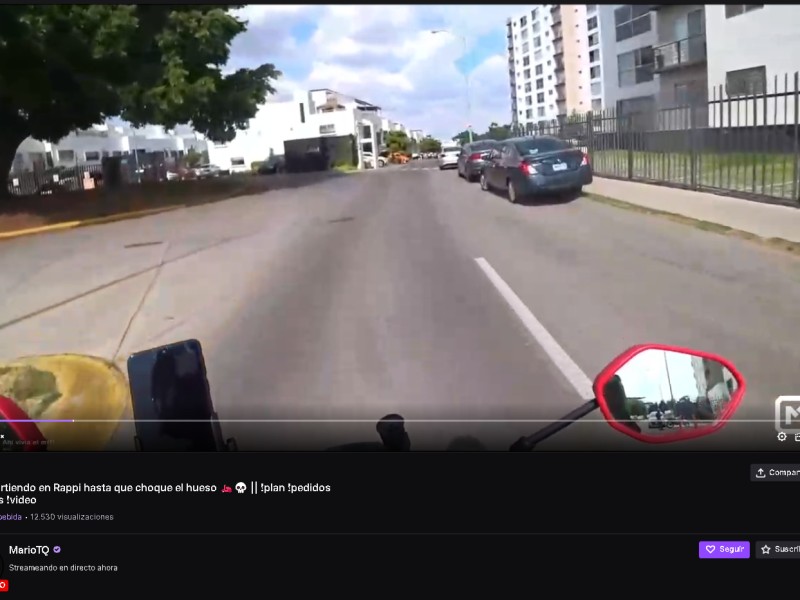 rtiendo en Rappi hasta que choque el hueso 🛵 💀 || !plan !pedidos
s !video
bebida • 12.530 visualizaciones
Compar
MarioTQ
Seguir
Suscri
Streameando en directo ahora
O